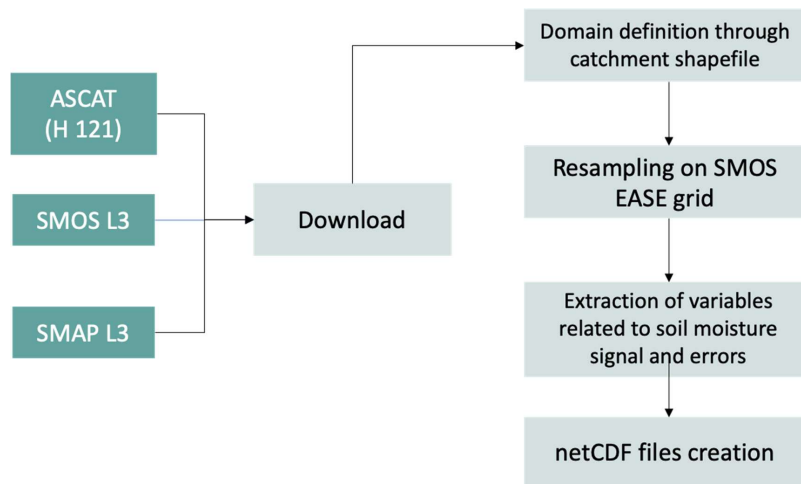 ASCAT
(H 121)
SMOS L3
SMAP L3
Download
Domain definition through
catchment shapefile
Resampling on SMOS
EASE grid
Extraction of variables
related to soil moisture
signal and errors
netCDF files creation